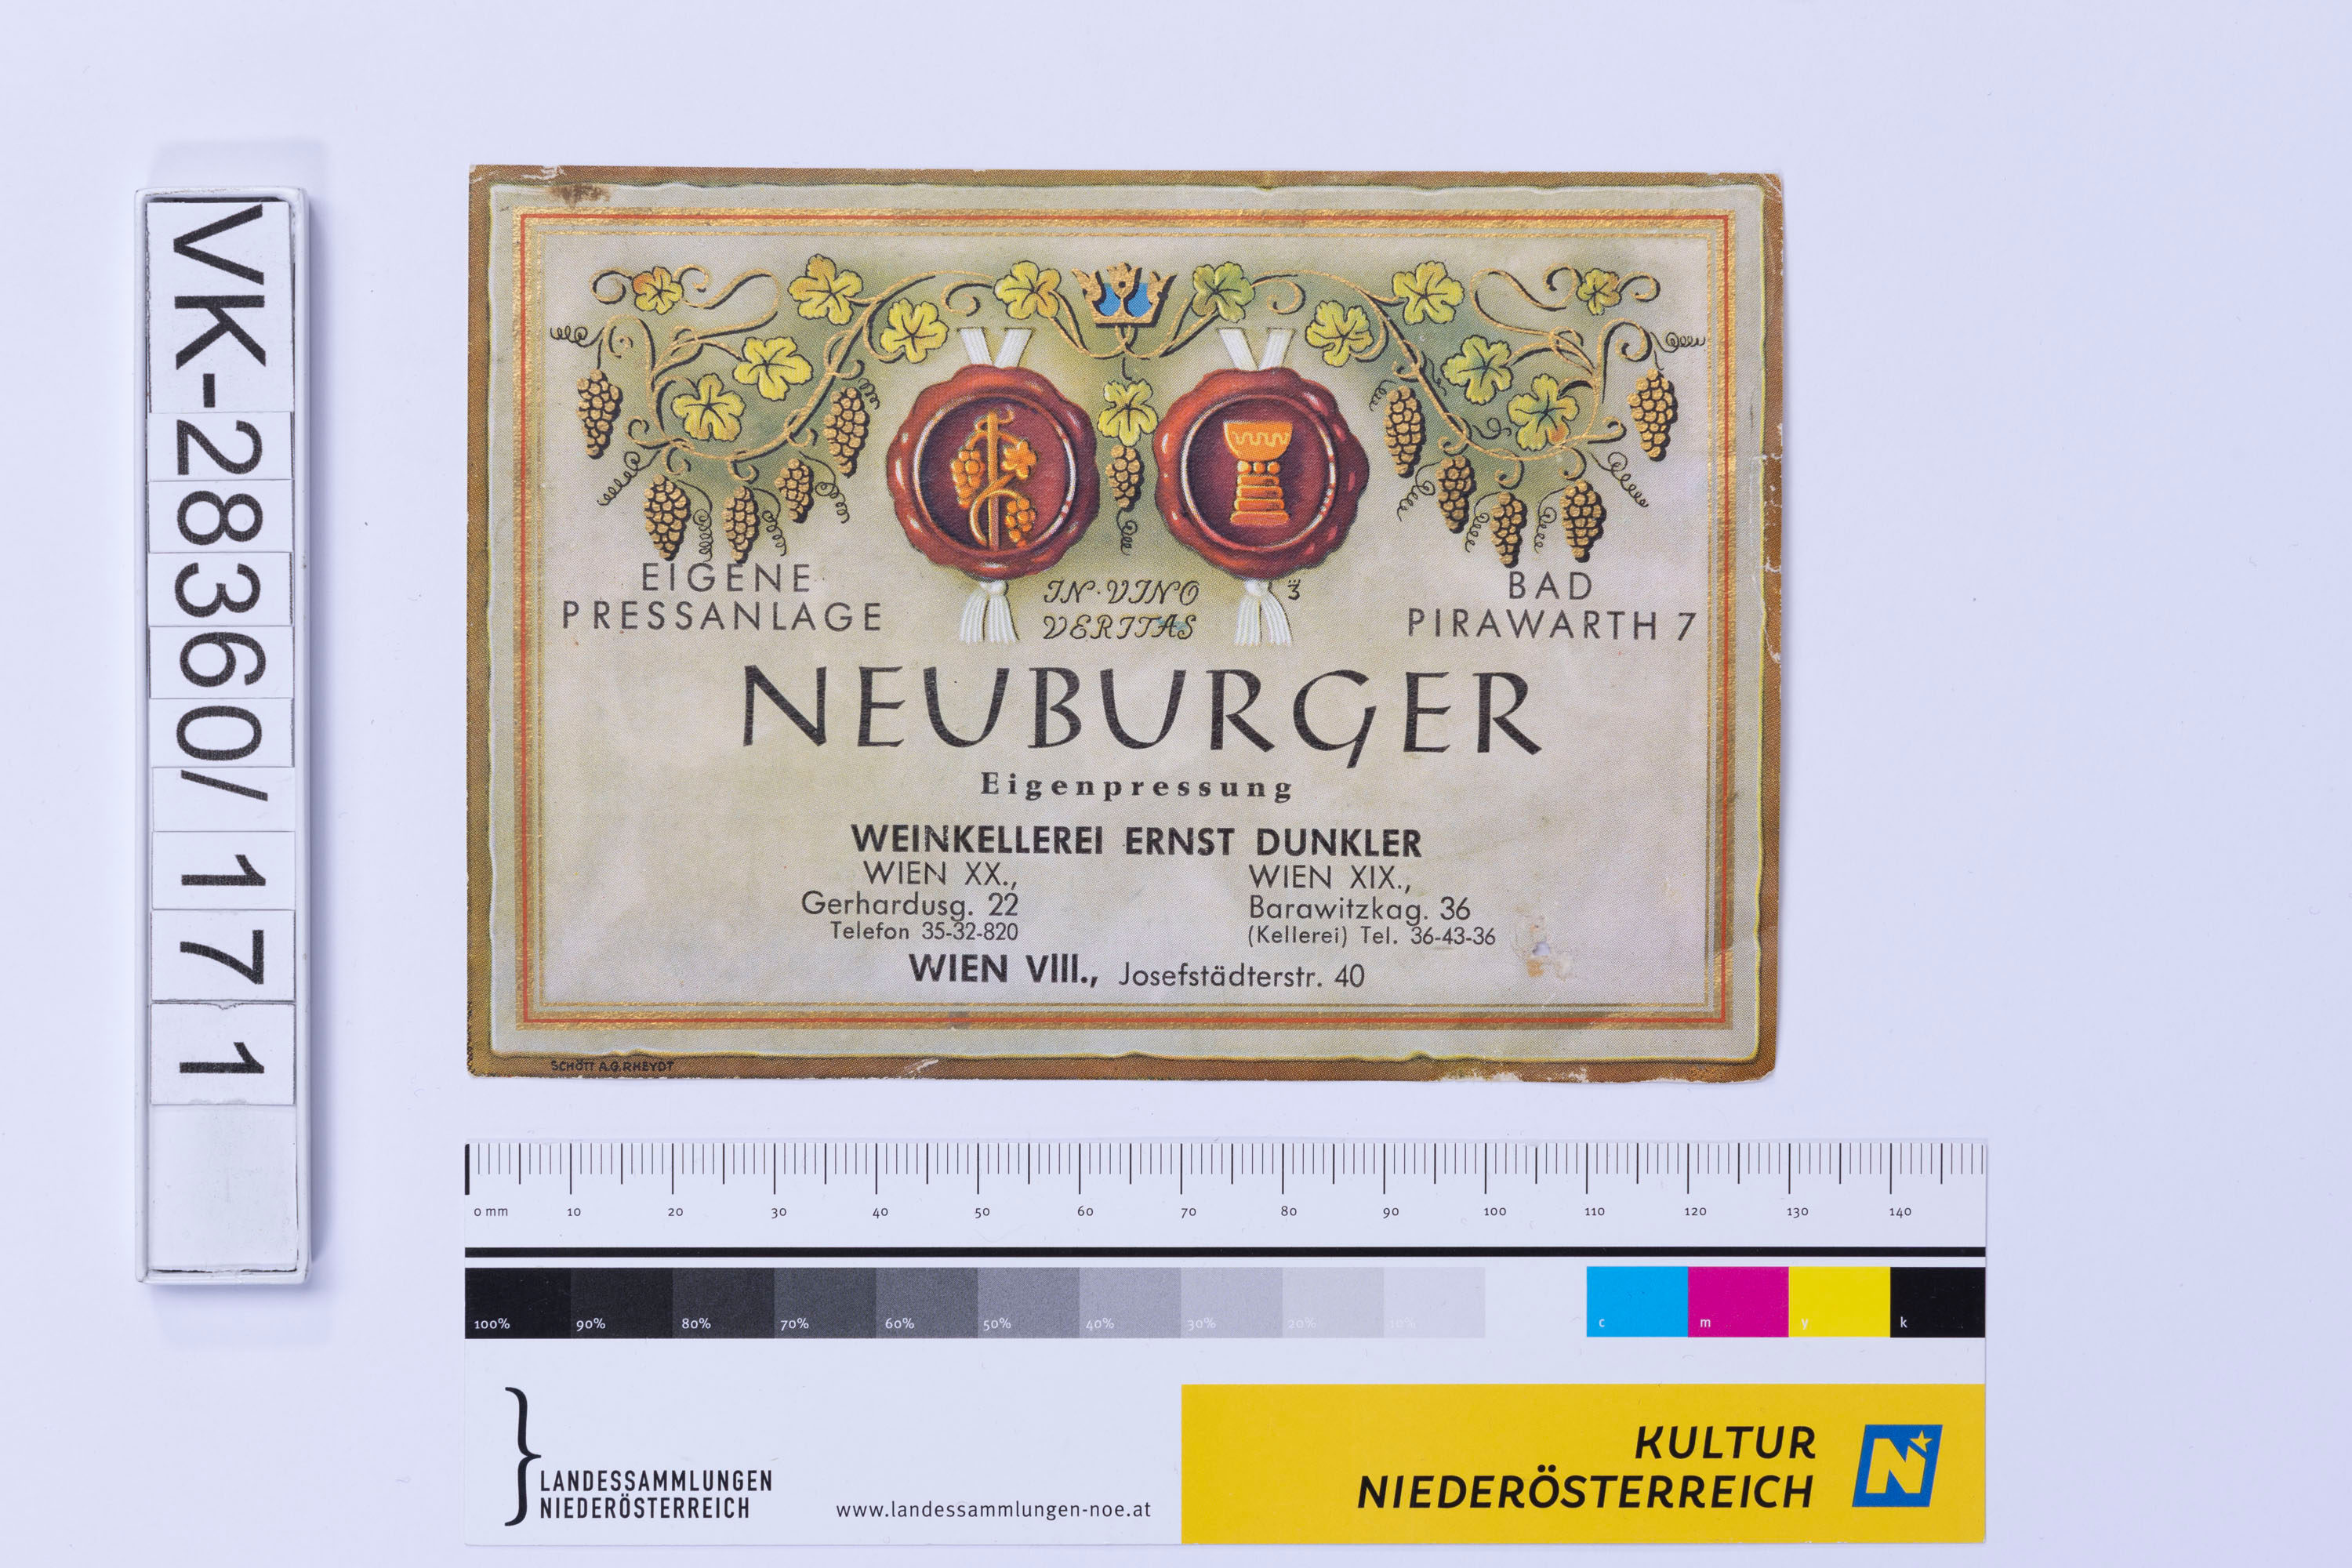 VK-28360/171
EIGENE
PRESSANLAGE
IN·VINO
VERITAS
BAD
PIRAWARTH 7
NEUBURGER
Eigenpressung
WEINKELLEREI ERNST DUNKLER
WIEN XX.,
Gerhardusg. 22
Telefon 35-32-820
WIEN XIX.,
Barawitzkag. 36
(Kellerei) Tel. 36-43-36
WIEN VIII., Josefstädterstr. 40
SCHÖTT A.G. RHEYDT
0 mm 10 20 30 40 50 60 70 80 90 100 110 120 130 140
100% 90% 80% 70% 60% 50% 40% 30% 20% 10% c m y k
LANDESSAMMLUNGEN
NIEDERÖSTERREICH
www.landessammlungen-noe.at
KULTUR
NIEDERÖSTERREICH
N